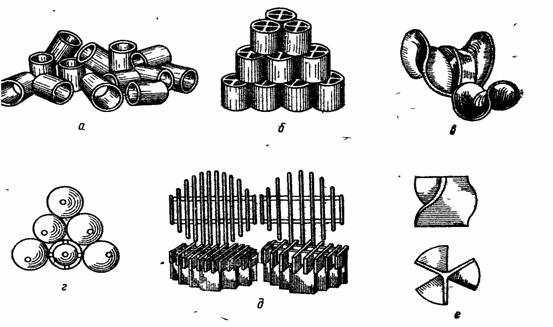 а б в
г д е